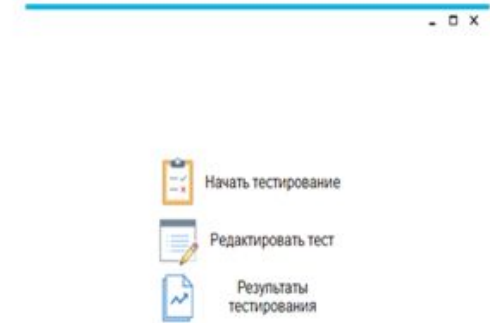 Начать тестирование
Редактировать тест
Результаты
тестирования